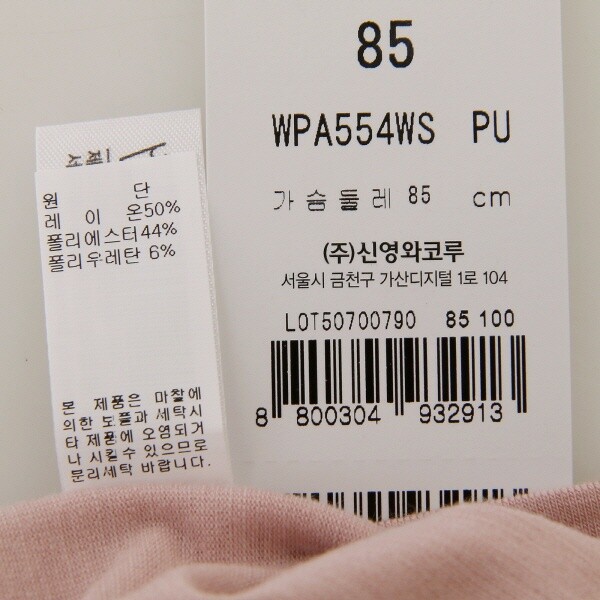 85
WPA554WS PU
가슴둘레 85 cm
(주)신영와코루
서울시 금천구 가산디지털 1로 104
LOT50700790 85 100
8 800304 932913
원 단
레 이 온50%
폴리에스터44%
폴리우레탄 6%
본 제품은 마찰에
의한 보풀과 세탁시
타 제품에 오염되거
나 시킬수 있으므로
분리세탁 바랍니다.